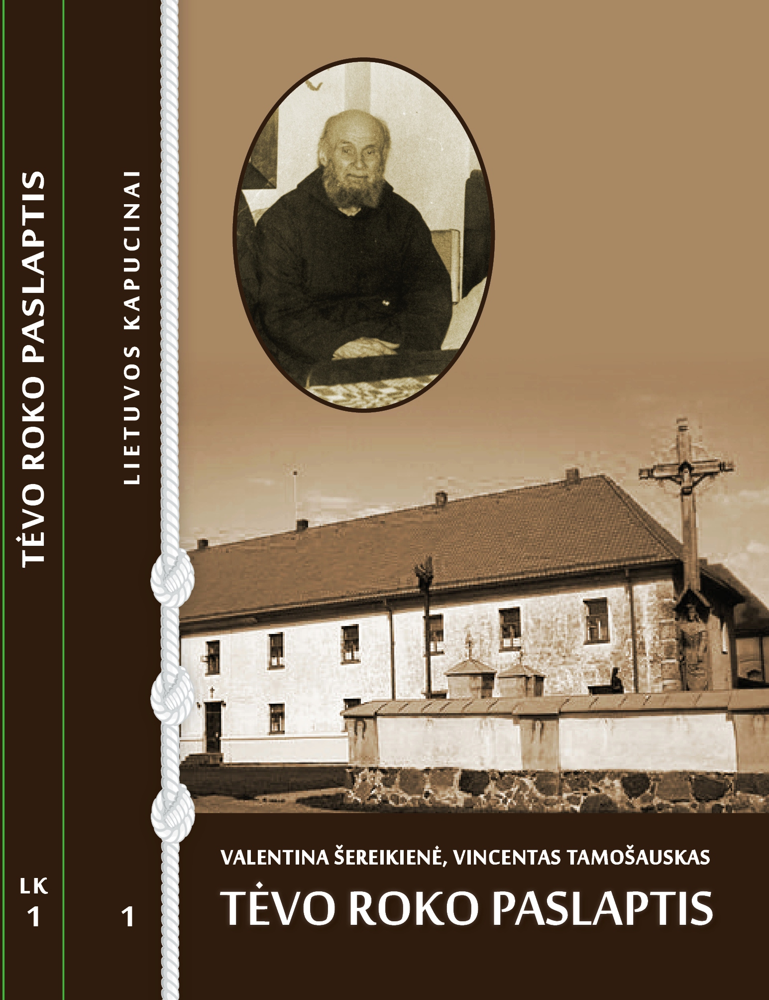 TĖVO ROKO PASLAPTIS
LK
1
LIETUVOS KAPUCINAI
1
VALENTINA ŠEREIKIENĖ, VINCENTAS TAMOŠAUSKAS
TĖVO ROKO PASLAPTIS